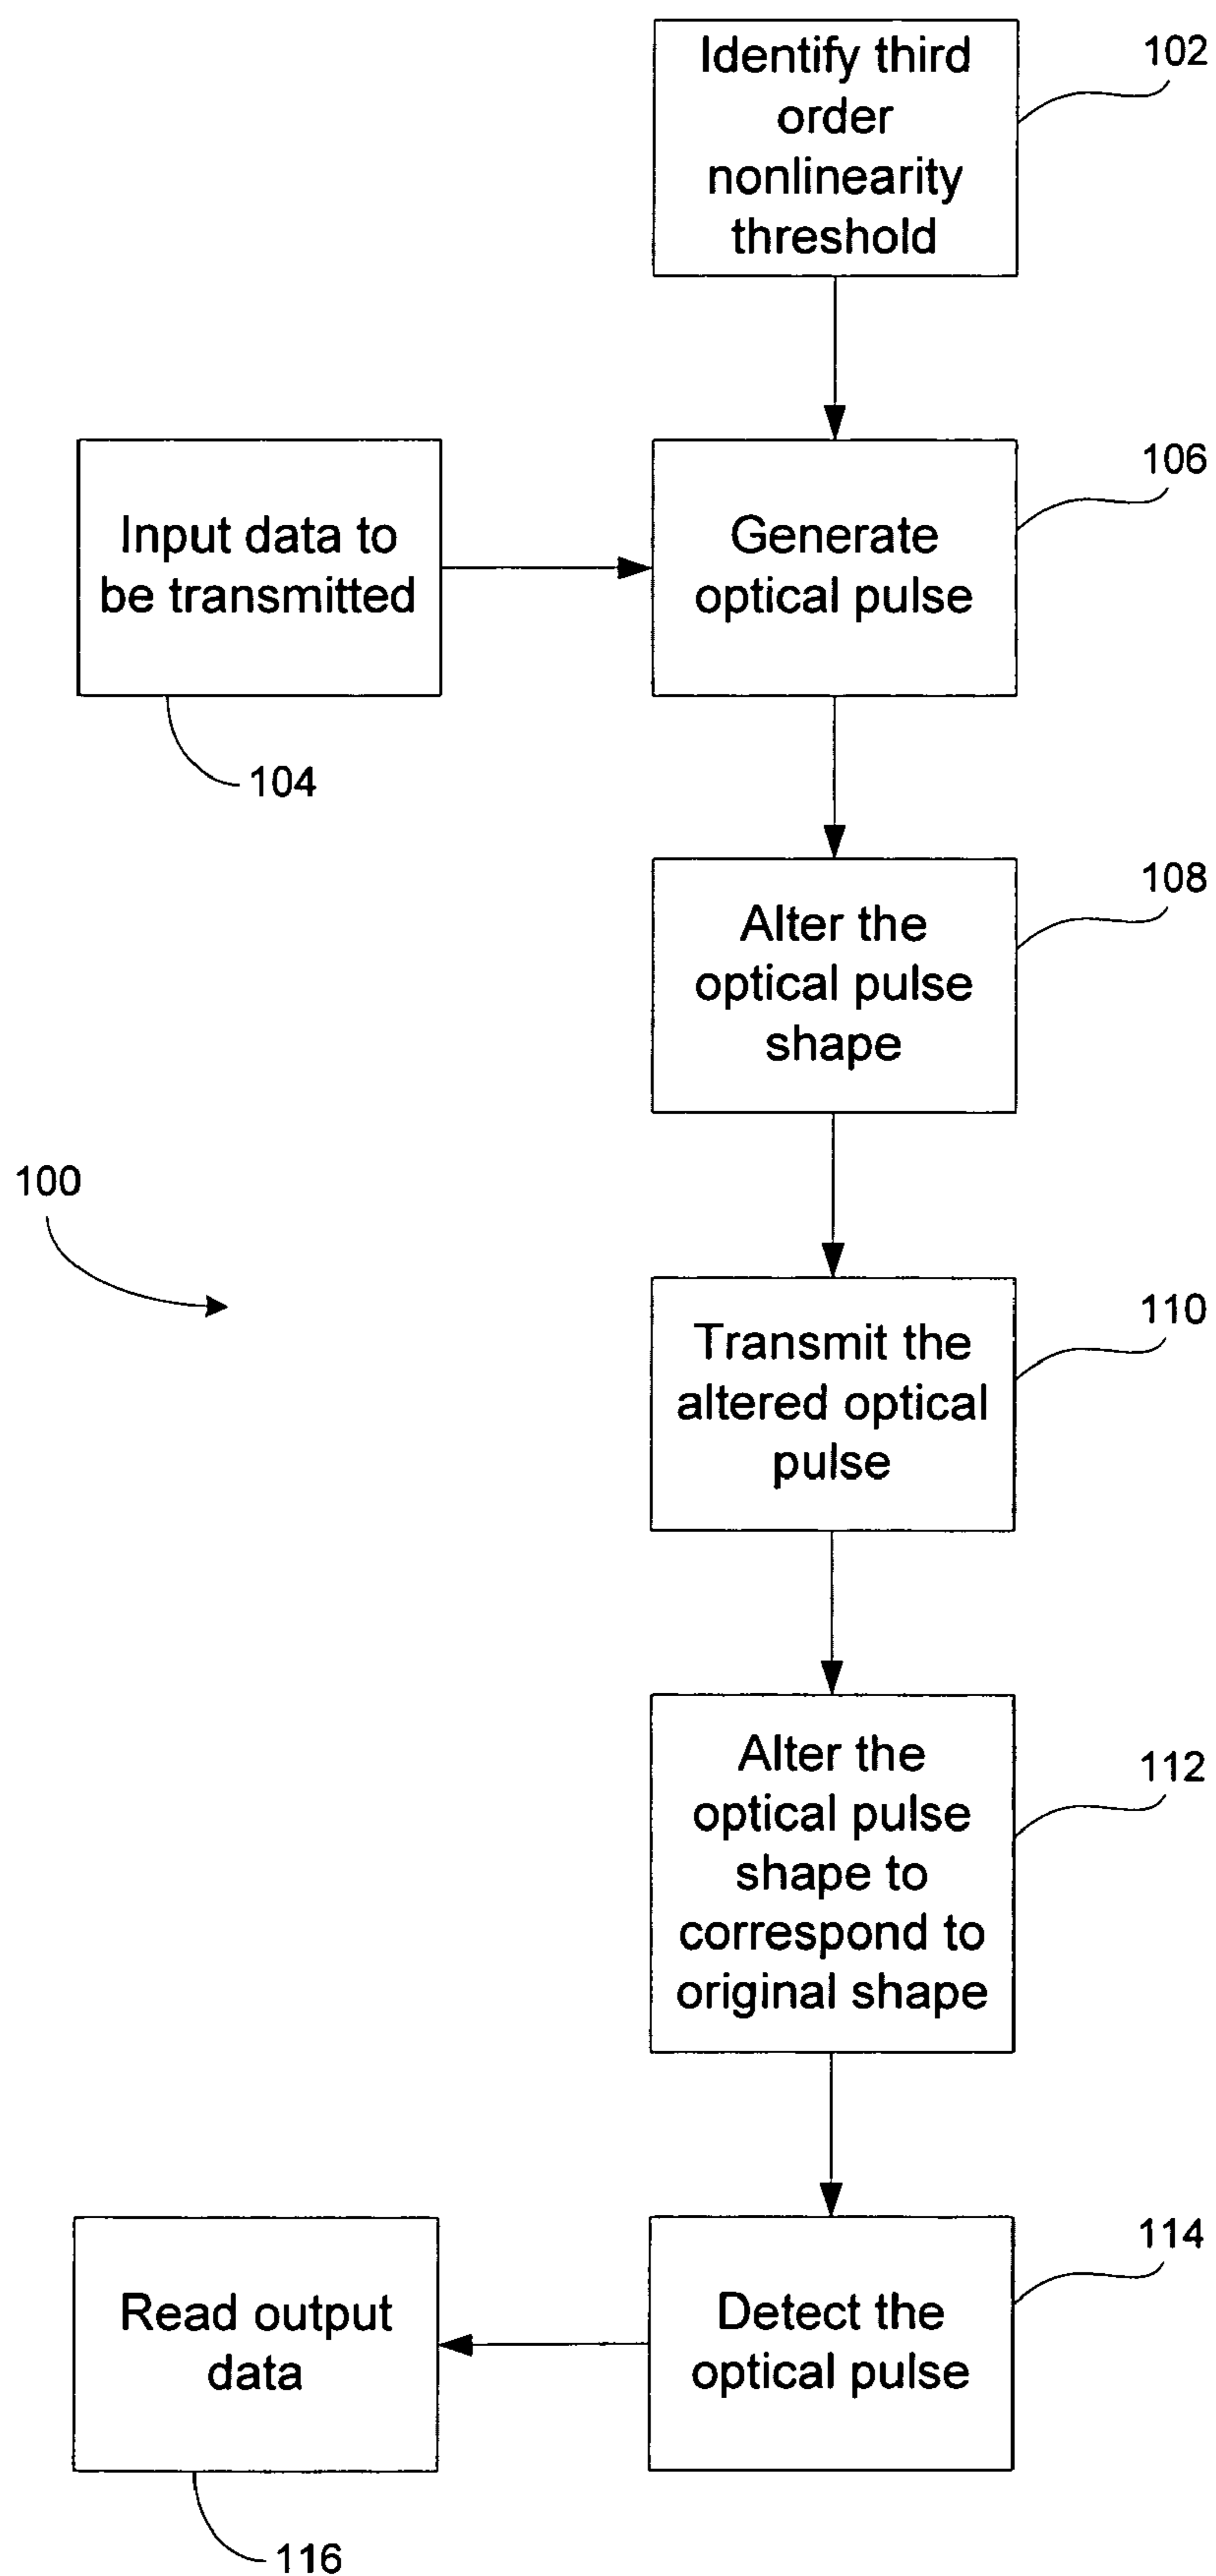 Identify third
order
nonlinearity
threshold
102
Input data to
be transmitted
104
Generate
optical pulse
106
Alter the
optical pulse
shape
108
100
Transmit the
altered optical
pulse
110
Alter the
optical pulse
shape to
correspond to
original shape
112
Detect the
optical pulse
114
Read output
data
116